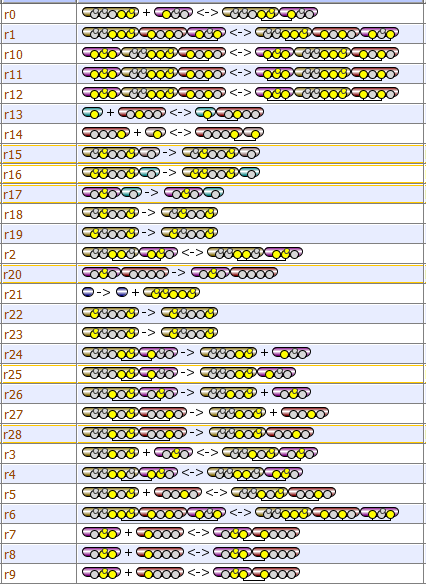 r0 + <->
r1 <->
r10 <->
r11 <->
r12 <->
r13 + <->
r14 + <->
r15 ->
r16 ->
r17 ->
r18 ->
r19 ->
r2 <->
r20 ->
r21 -> +
r22 ->
r23 ->
r24 -> +
r25 ->
r26 -> +
r27 -> +
r28 ->
r3 + <->
r4 <->
r5 + <->
r6 <->
r7 + <->
r8 + <->
r9 + <->